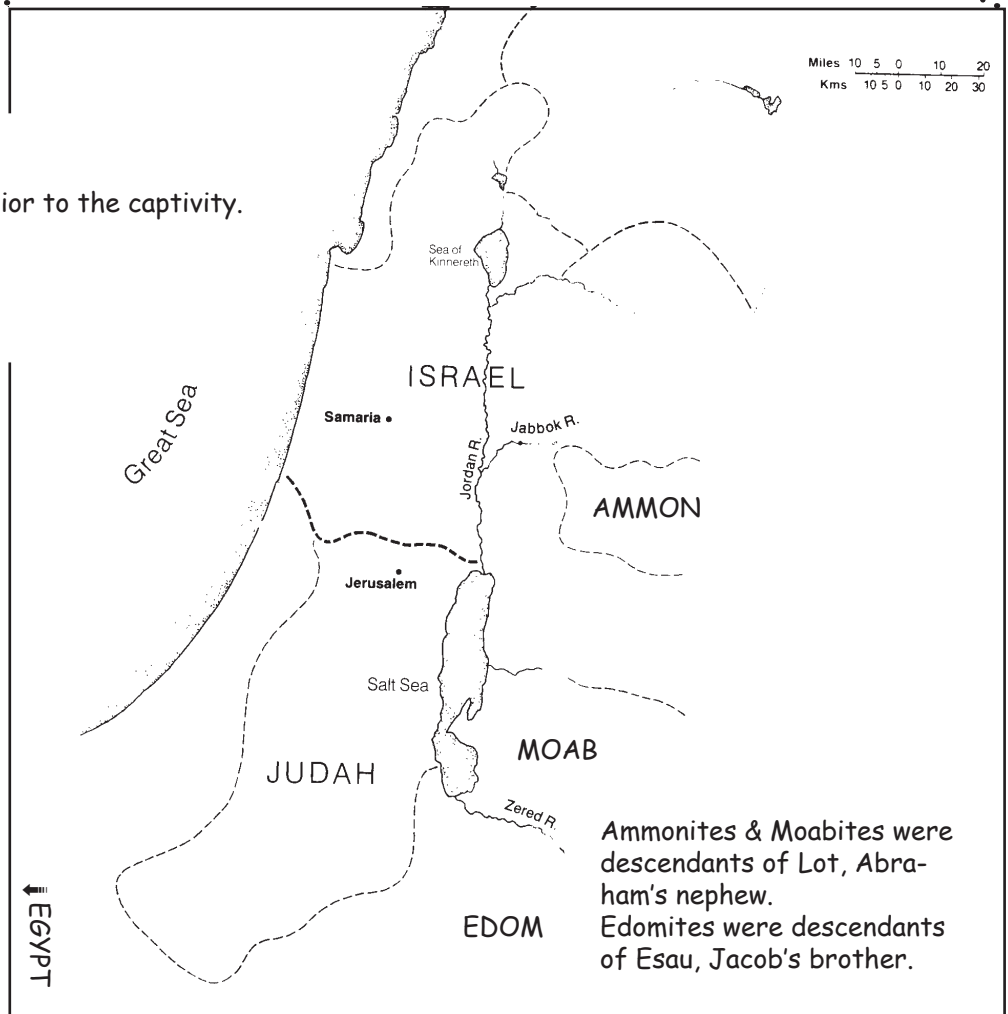 Miles 10 5 0 10 20
Kms 10 5 0 10 20 30
ior to the captivity.
Sea of
Kinnereth
ISRAEL
Great Sea
Samaria
Jabbok R.
Jordan R.
AMMON
Jerusalem
Salt Sea
MOAB
JUDAH
Zered R.
Ammonites & Moabites were
descendants of Lot, Abra-
ham's nephew.
Edomites were descendants
of Esau, Jacob's brother.
EDOM
EGYPT